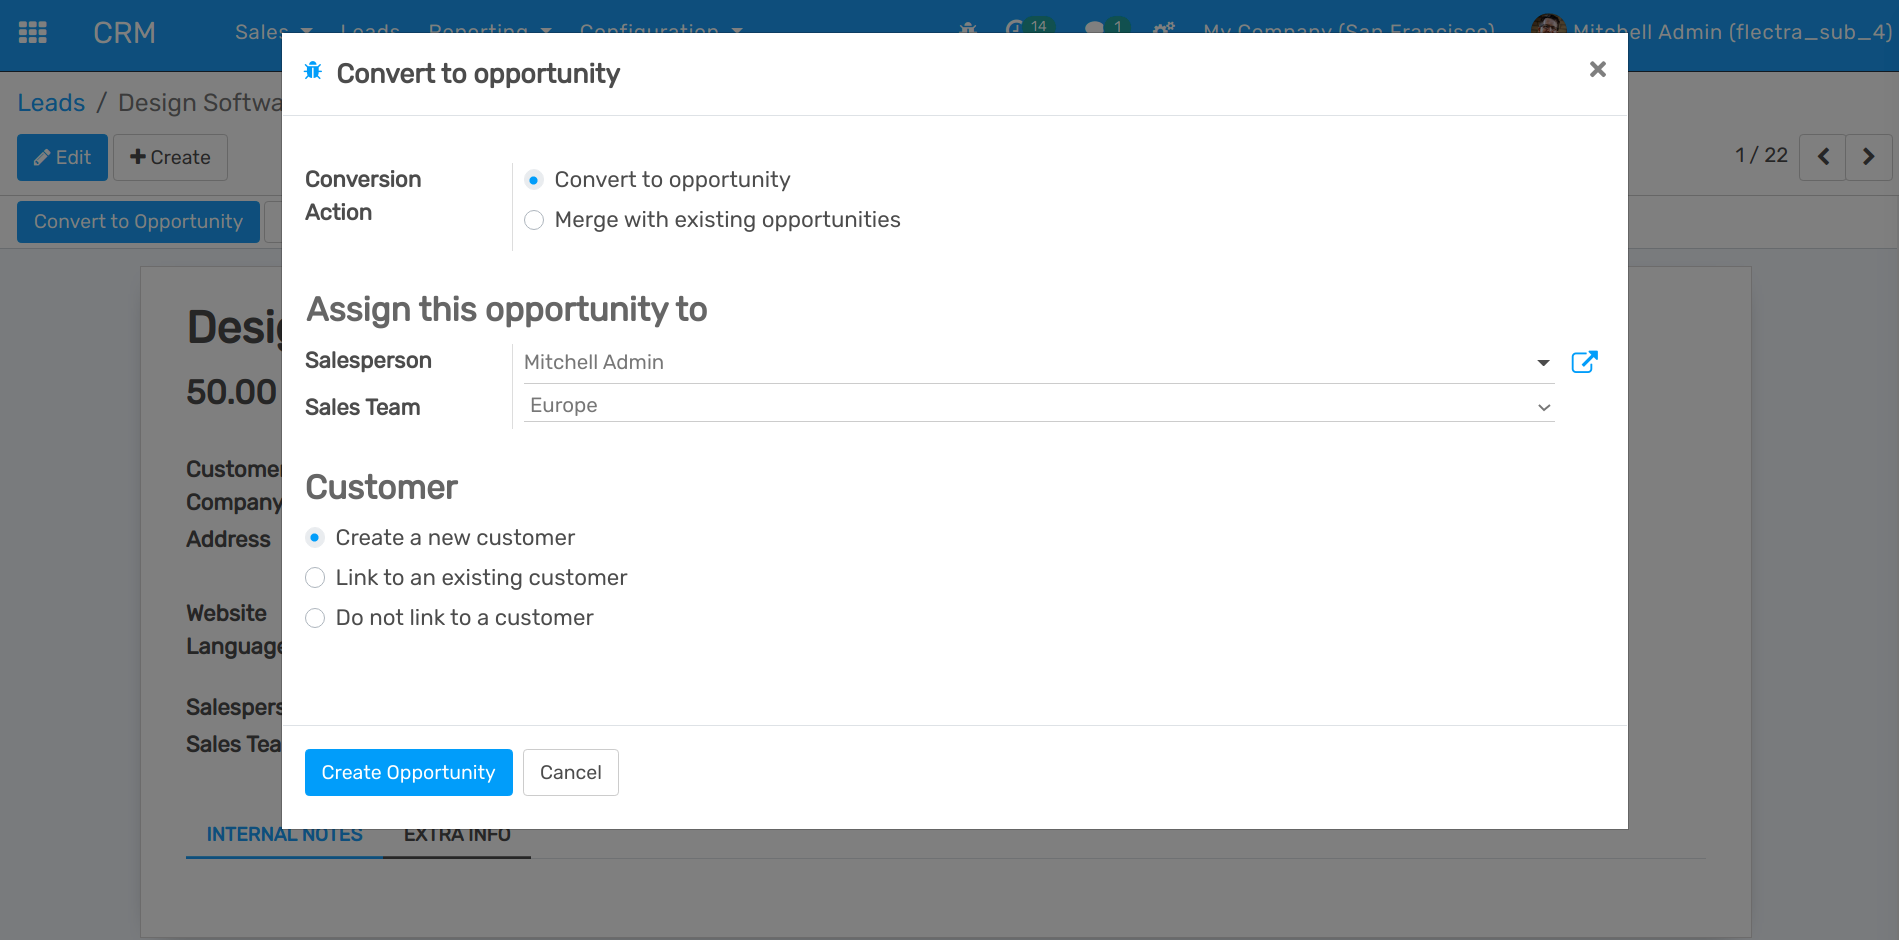 CRM Sales Leads Reporting Configuration 14 1 My Company (San Francisco) Mitchell Admin (flectra_sub_4)
Convert to opportunity
Leads / Design Softwa
Edit Create 1 / 22
Convert to Opportunity
Conversion
Action
Convert to opportunity
Merge with existing opportunities
Assign this opportunity to
Salesperson Mitchell Admin
Sales Team Europe
Customer
Create a new customer
Link to an existing customer
Do not link to a customer
Create Opportunity Cancel
Desig
50.00
Customer
Company
Address
Website
Language
Salespers
Sales Tea
INTERNAL NOTES EXTRA INFO